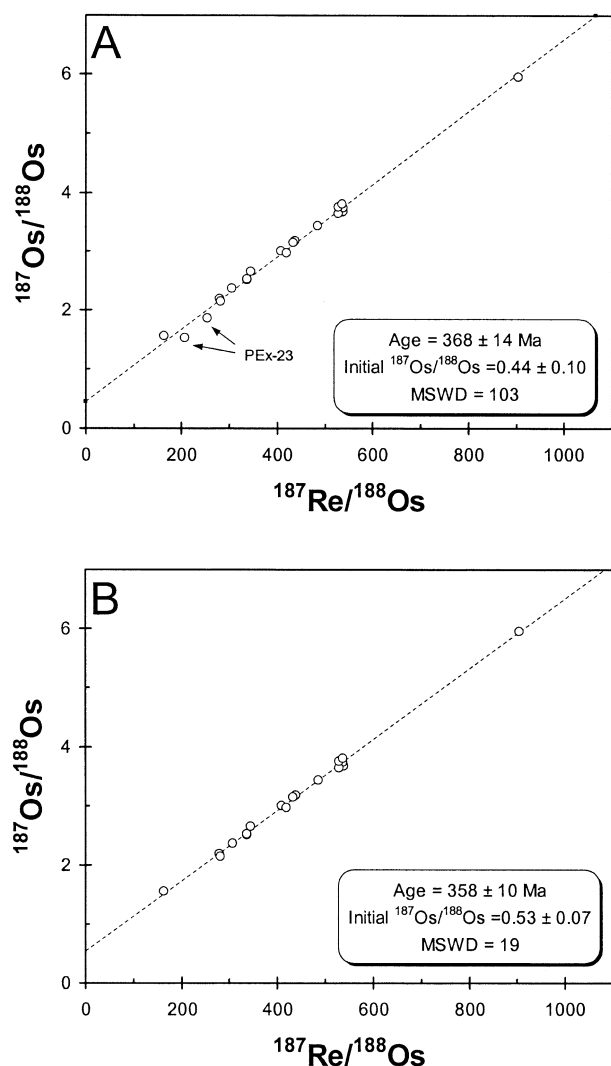 A
¹⁸⁷Os/¹⁸⁸Os
6
4
2
0
PEx-23
Age = 368 ± 14 Ma
Initial ¹⁸⁷Os/¹⁸⁸Os =0.44 ± 0.10
MSWD = 103
0 200 400 600 800 1000
¹⁸⁷Re/¹⁸⁸Os
B
¹⁸⁷Os/¹⁸⁸Os
6
4
2
0
Age = 358 ± 10 Ma
Initial ¹⁸⁷Os/¹⁸⁸Os =0.53 ± 0.07
MSWD = 19
0 200 400 600 800 1000
¹⁸⁷Re/¹⁸⁸Os